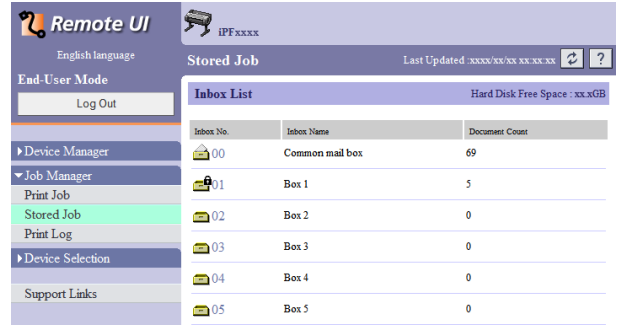 Remote UI
English language
End-User Mode
Log Out
Device Manager
Job Manager
Print Job
Stored Job
Print Log
Device Selection
Support Links
iPFxxxx
Stored Job Last Updated :xxxx/xx/xx xx:xx:xx ?
Inbox List Hard Disk Free Space : xx.xGB
Inbox No. Inbox Name Document Count
00 Common mail box 69
01 Box 1 5
02 Box 2 0
03 Box 3 0
04 Box 4 0
05 Box 5 0